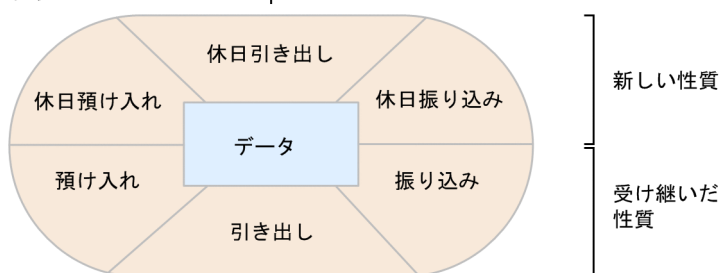 休日引き出し
休日預け入れ
休日振り込み
データ
預け入れ
振り込み
引き出し
新しい性質
受け継いだ
性質